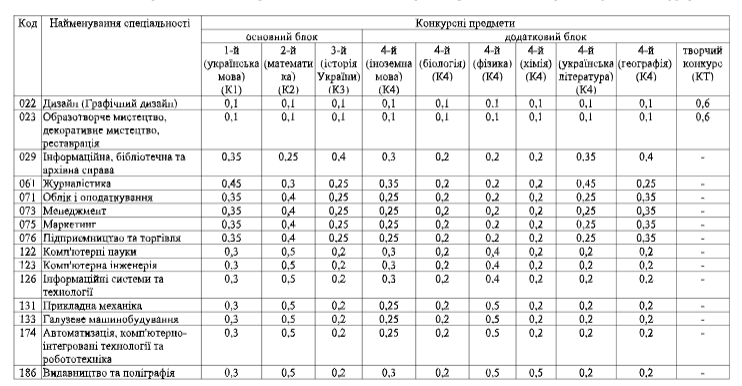 Код Найменування спеціальності Конкурсні предмети
основний блок додатковий блок
1-й 2-й 3-й 4-й 4-й 4-й 4-й 4-й 4-й творчий
(українська (математи (історія (іноземна (біологія) (фізика) (хімія) (українська (географія) конкурс
мова) ка) України) мова) (К4) (К4) (К4) література) (К4) (КТ)
(К1) (К2) (К3) (К4) (К4)
022 Дизайн (Графічний дизайн) 0,1 0,1 0,1 0,1 0,1 0.1 0,1 0,1 0,1 0,6
023 Образотворче мистецтво, 0,1 0,1 0,1 0,1 0,1 0,1 0,1 0,1 0,1 0,6
декоративне мистецтво,
реставрація
029 Інформаційна, бібліотечна та 0,35 0,25 0,4 0,3 0,2 0,2 0,2 0,35 0,4 -
архівна справа
061 Журналістика 0,45 0,3 0,25 0,35 0,2 0,2 0,2 0,45 0,25 -
071 Облік і оподаткування 0,35 0,4 0,25 0,35 0,2 0,2 0,2 0,25 0,35 -
073 Менеджмент 0,35 0,4 0,25 0,35 0,2 0,2 0,2 0,25 0,35 -
075 Маркетинг 0,35 0,4 0,25 0,35 0,2 0,2 0,2 0,25 0,35 -
076 Підприємництво та торгівля 0,35 0,4 0,25 0,35 0,2 0,2 0,2 0,25 0,35 -
122 Комп'ютерні науки 0,3 0,5 0,2 0,3 0,2 0,4 0,2 0,2 0,2 -
123 Комп'ютерна інженерія 0,3 0,5 0,2 0,3 0,2 0,4 0,2 0,2 0,2 -
126 Інформаційні системи та 0,3 0,5 0,2 0,3 0,2 0,4 0,2 0,2 0,2 -
технології
131 Прикладна механіка 0,3 0,5 0,2 0,25 0,2 0,5 0,2 0,2 0,2 -
133 Галузеве машинобудування 0,3 0,5 0,2 0,25 0,2 0,5 0,2 0,2 0,2 -
174 Автоматизація, комп'ютерно- 0,3 0,5 0,2 0,25 0,2 0,5 0,2 0,2 0,2 -
інтегровані технології та
робототехніка
186 Видавництво та поліграфія 0,3 0,5 0,2 0,3 0,2 0,5 0,5 0,2 0,2 -